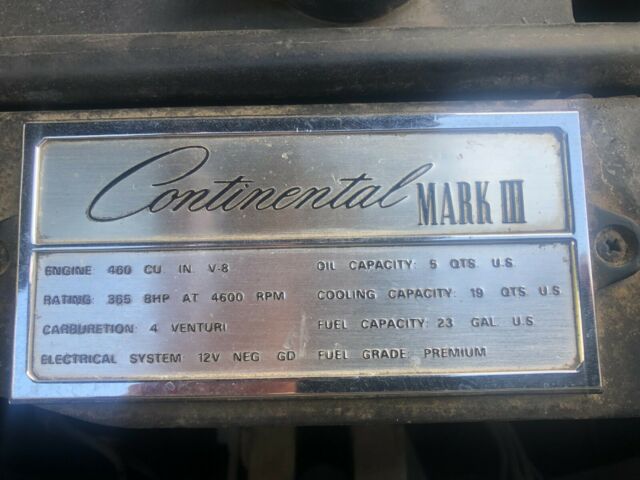 Continental MARK III
ENGINE 460 CU. IN. V-8
RATING: 365 BHP AT 4600 RPM
CARBURETION: 4 VENTURI
ELECTRICAL SYSTEM 12V NEG GD
OIL CAPACITY: 5 QTS. U.S.
COOLING CAPACITY: 19 QTS. U.S.
FUEL CAPACITY: 23 GAL. U.S.
FUEL GRADE: PREMIUM